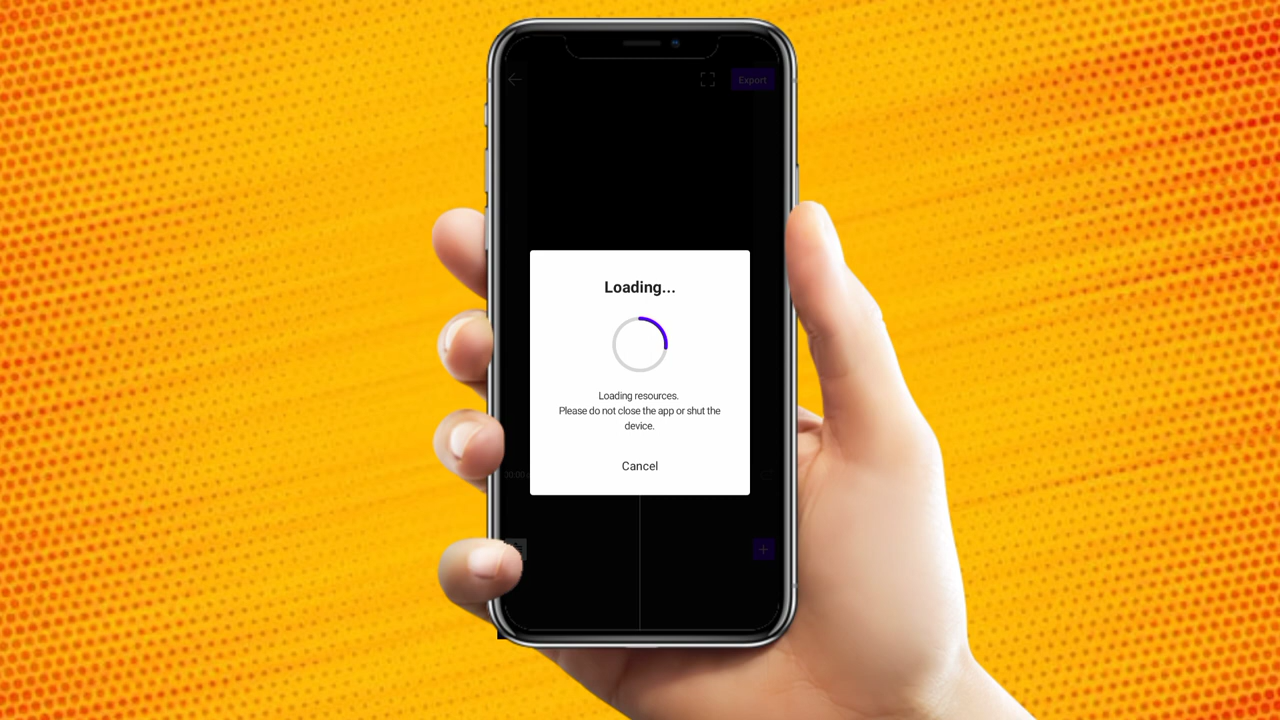 Export
Loading...
Loading resources.
Please do not close the app or shut the
device.
Cancel